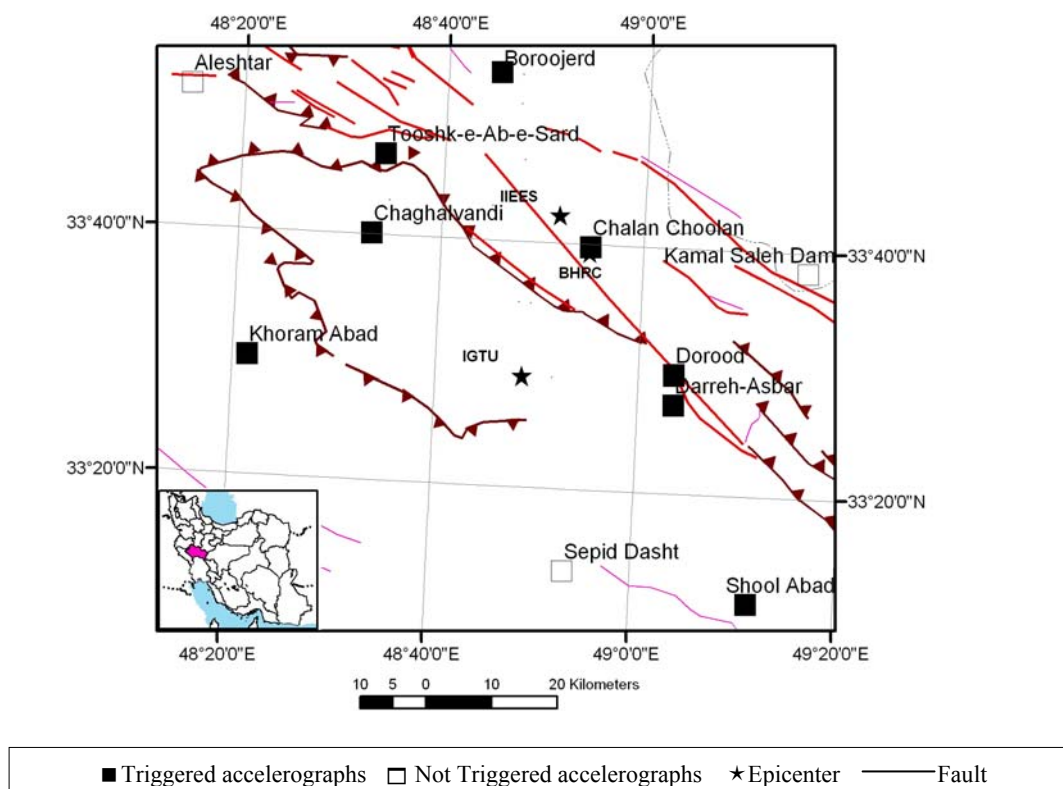 48°20'0"E 48°40'0"E 49°0'0"E
Aleshtar
Boroojerd
Tooshk-e-Ab-e-Sard
IIEES
Chaghalvandi
33°40'0"N
Chalan Choolan
Kamal Saleh Dam
33°40'0"N
BHRC
Khoram Abad
IGTU
Dorood
Darreh-Asbar
33°20'0"N
33°20'0"N
Sepid Dasht
Shool Abad
48°20'0"E 48°40'0"E 49°0'0"E 49°20'0"E
10 5 0 10 20 Kilometers
Triggered accelerographs Not Triggered accelerographs Epicenter Fault